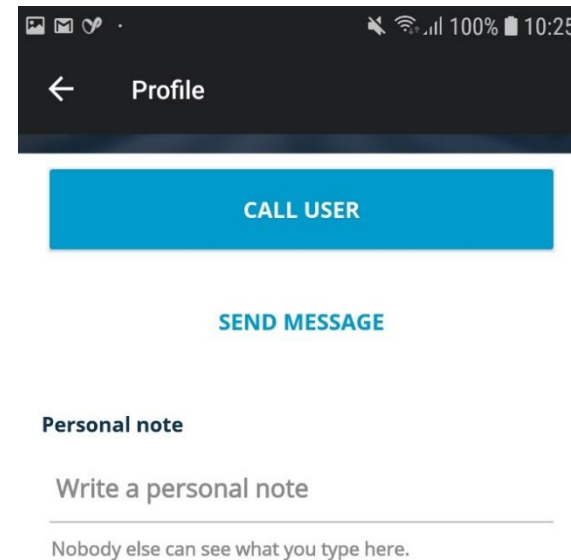 100% 10:25
Profile
CALL USER
SEND MESSAGE
Personal note
Write a personal note
Nobody else can see what you type here.